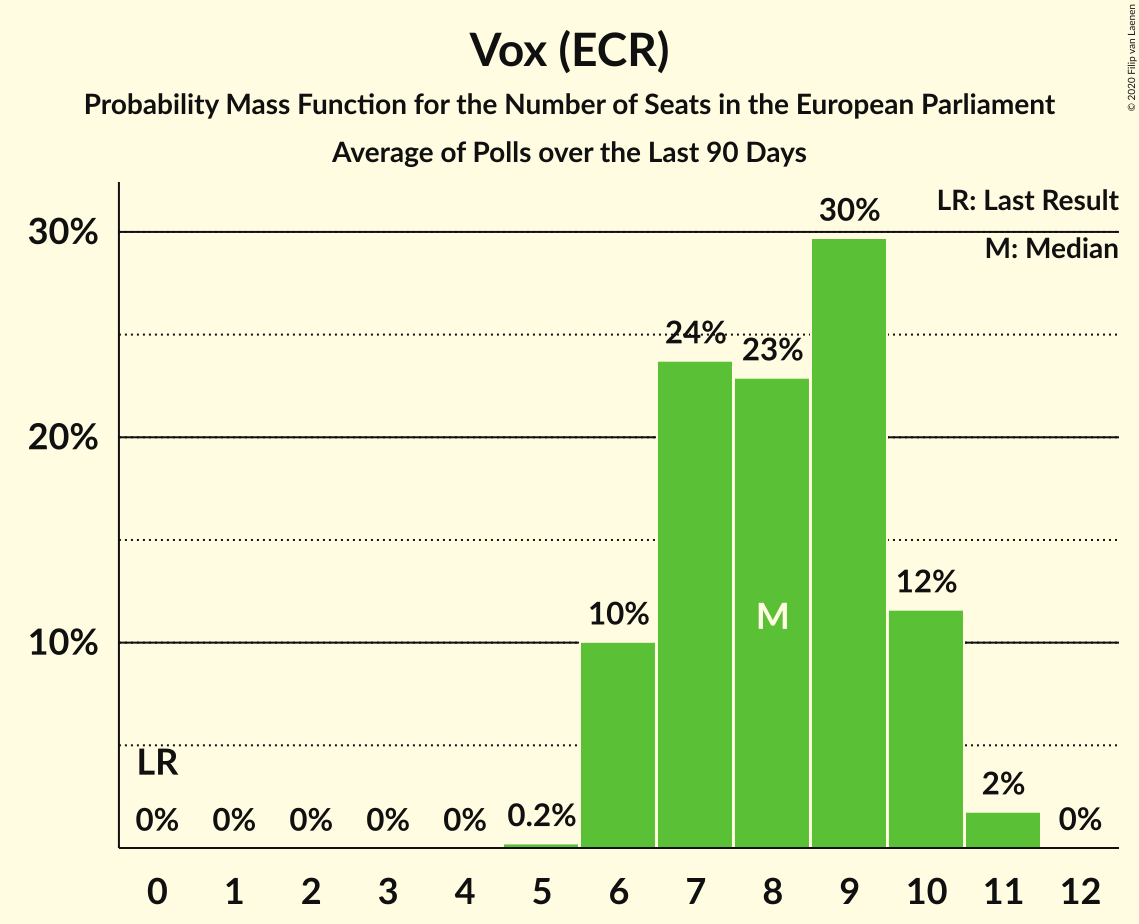 Vox (ECR)
Probability Mass Function for the Number of Seats in the European Parliament
Average of Polls over the Last 90 Days
© 2020 Filip van Laenen
LR: Last Result
M: Median
30%
20%
10%
LR
0%
0%
0%
0%
0%
0.2%
10%
24%
23%
30%
12%
2%
0%
M
0 1 2 3 4 5 6 7 8 9 10 11 12